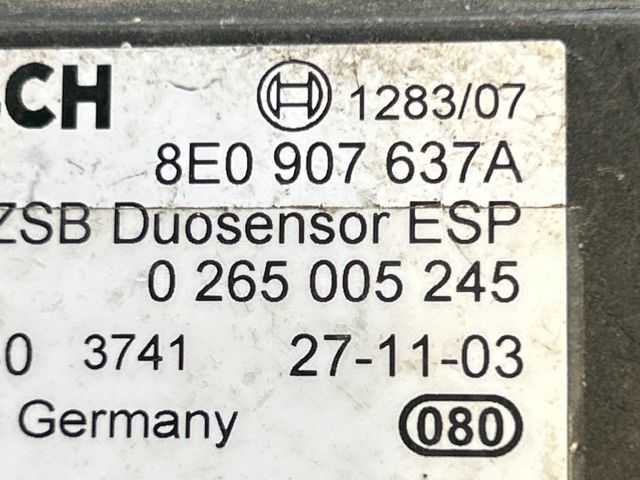 SCH 1283/07
8E0 907 637A
ZSB Duosensor ESP
0 265 005 245
0 3741 27-11-03
Germany 080